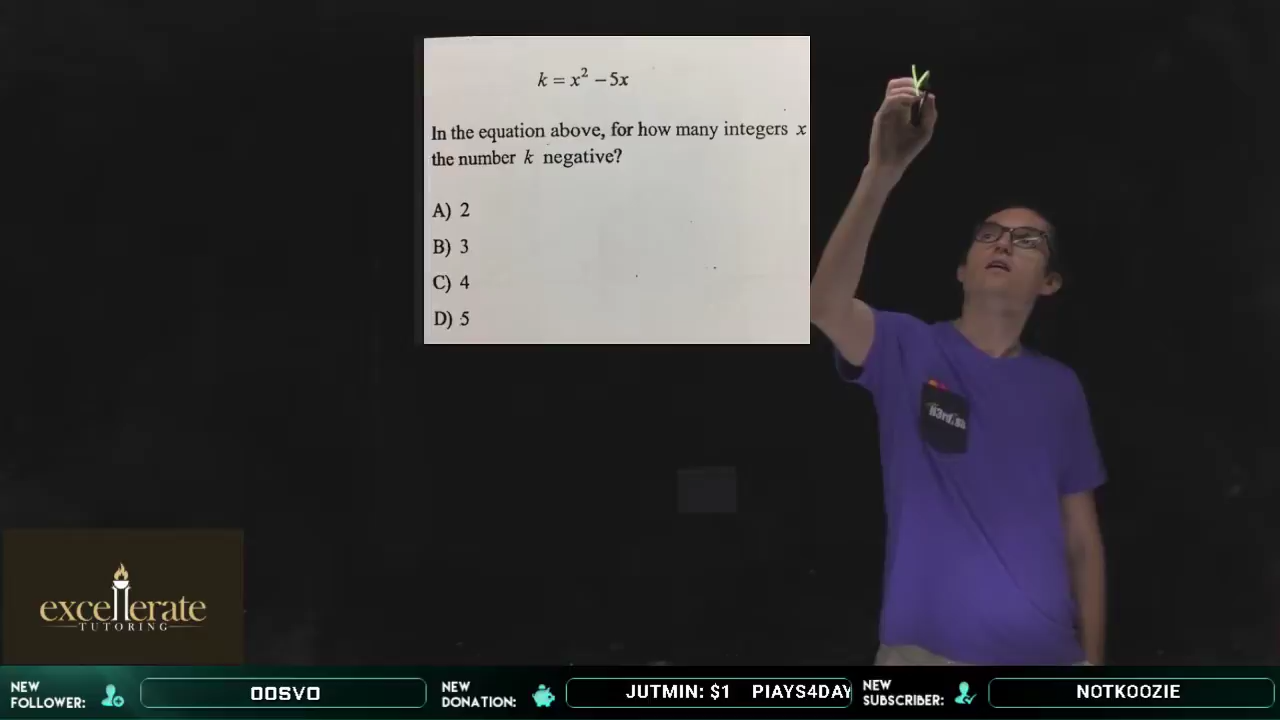 k = x² – 5x
In the equation above, for how many integers x
the number k negative?
A) 2
B) 3
C) 4
D) 5
excellerate
TUTORING
NEW
FOLLOWER:
OOSVO
NEW
DONATION:
JUTMIN: $1 PIAYS4DAY
NEW
SUBSCRIBER:
NOTKOOZIE